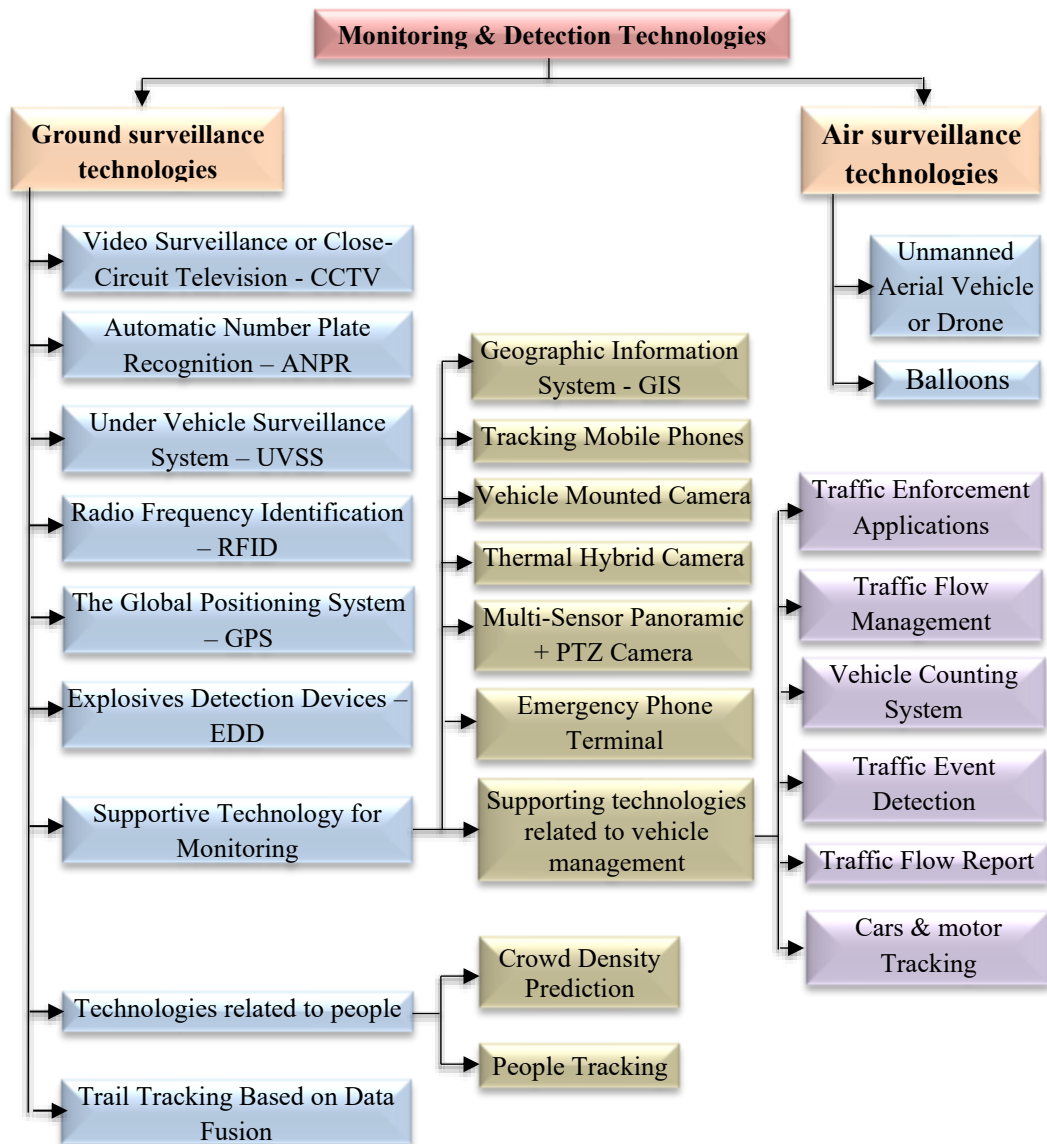 Monitoring & Detection Technologies
Ground surveillance
technologies
Air surveillance
technologies
Video Surveillance or Close-
Circuit Television - CCTV
Automatic Number Plate
Recognition – ANPR
Under Vehicle Surveillance
System – UVSS
Radio Frequency Identification
– RFID
The Global Positioning System
– GPS
Explosives Detection Devices –
EDD
Supportive Technology for
Monitoring
Technologies related to people
Trail Tracking Based on Data
Fusion
Geographic Information
System - GIS
Tracking Mobile Phones
Vehicle Mounted Camera
Thermal Hybrid Camera
Multi-Sensor Panoramic
+ PTZ Camera
Emergency Phone
Terminal
Supporting technologies
related to vehicle
management
Crowd Density
Prediction
People Tracking
Unmanned
Aerial Vehicle
or Drone
Balloons
Traffic Enforcement
Applications
Traffic Flow
Management
Vehicle Counting
System
Traffic Event
Detection
Traffic Flow Report
Cars & motor
Tracking